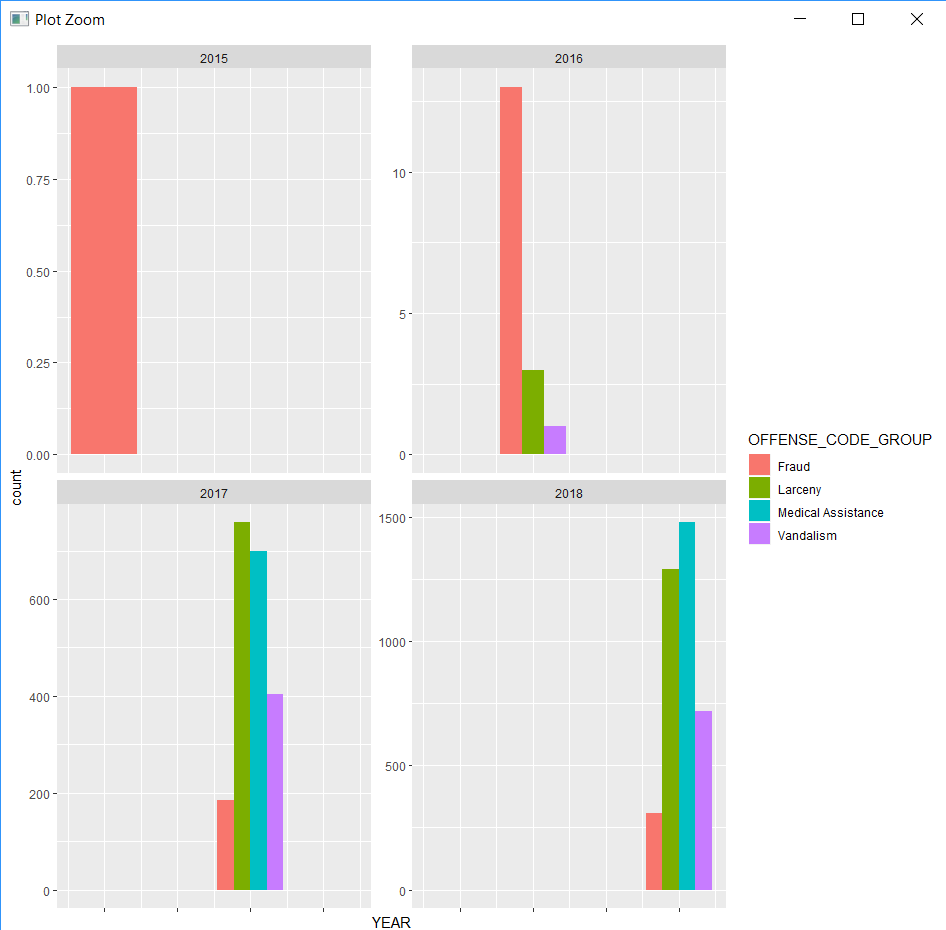 Plot Zoom
2015
1.00
0.75
0.50
0.25
0.00
2016
10
5
0
count
2017
600
400
200
0
2018
1500
1000
500
0
YEAR
OFFENSE_CODE_GROUP
Fraud
Larceny
Medical Assistance
Vandalism